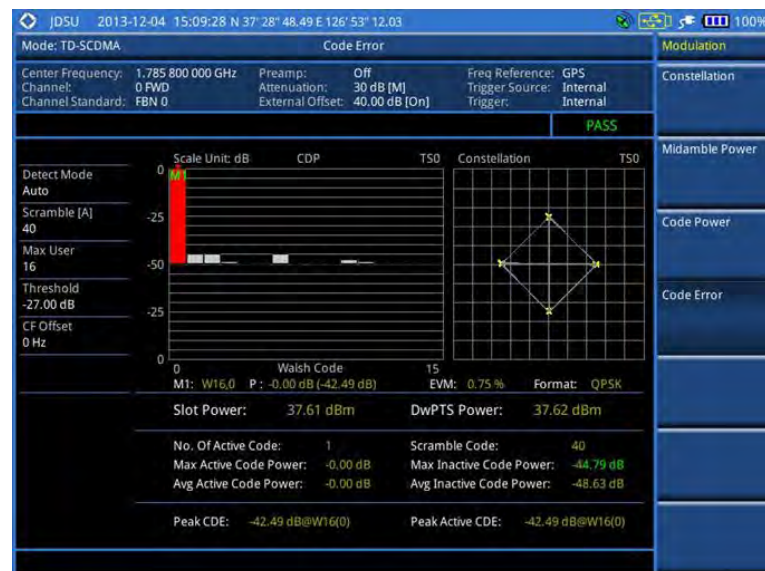 JDSU 2013-12-04 15:09:28 N 37° 28" 48.49 E 126° 53" 12.03 100%
Mode: TD-SCDMA Code Error Modulation
Center Frequency: 1.785 800 000 GHz Preamp: Off Freq Reference: GPS
Channel: 0 FWD Attenuation: 30 dB [M] Trigger Source: Internal
Channel Standard: FBN 0 External Offset: 40.00 dB [On] Trigger: Internal
Constellation
PASS
Midamble Power
Scale Unit: dB CDP TS0 Constellation TS0
Detect Mode
Auto
Scramble [A]
40
Max User
16
Threshold
-27.00 dB
CF Offset
0 Hz
0
M1
-25
-50
-25
0
0 Walsh Code 15
Code Power
Code Error
M1: W16,0 P : -0.00 dB (-42.49 dB) EVM: 0.75 % Format: QPSK
Slot Power: 37.61 dBm DwPTS Power: 37.62 dBm
No. Of Active Code: 1 Scramble Code: 40
Max Active Code Power: -0.00 dB Max Inactive Code Power: -44.79 dB
Avg Active Code Power: -0.00 dB Avg Inactive Code Power: -48.63 dB
Peak CDE: -42.49 dB@W16(0) Peak Active CDE: -42.49 dB@W16(0)